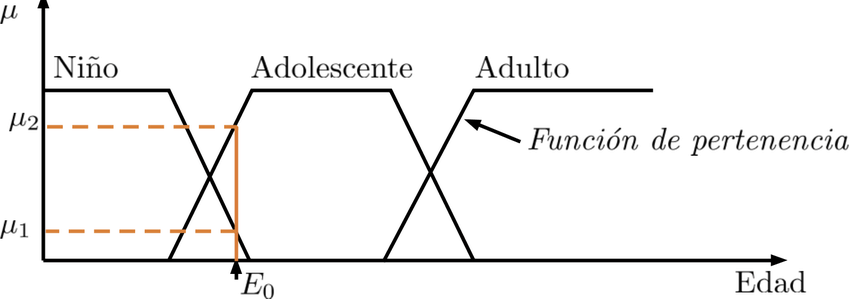 μ
Niño
Adolescente
Adulto
μ₂
Función de pertenencia
μ₁
E₀
Edad